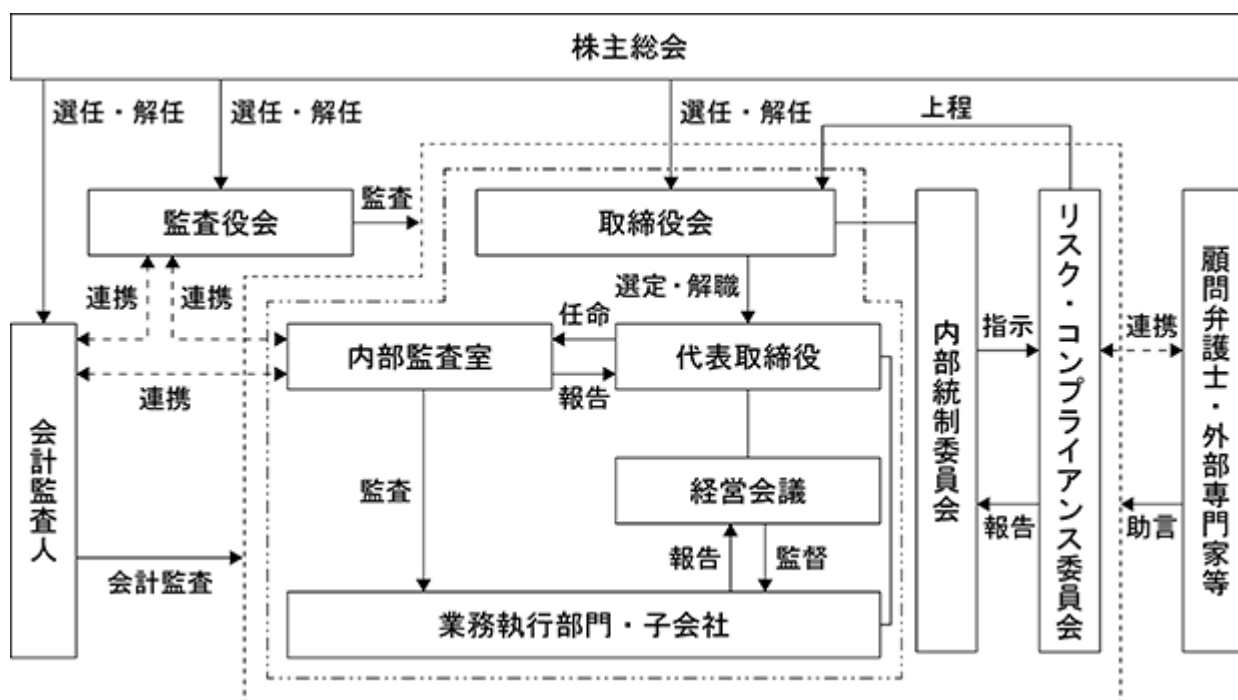 株主総会
選任・解任
選任・解任
選任・解任
上程
監査役会
監査
取締役会
リスク・コンプライアンス委員会
顧問弁護士・外部専門家等
連携
連携
選定・解職
任命
内部監査室
代表取締役
内部統制委員会
指示
連携
連携
報告
会計監査人
監査
経営会議
報告
助言
会計監査
報告
監督
業務執行部門・子会社